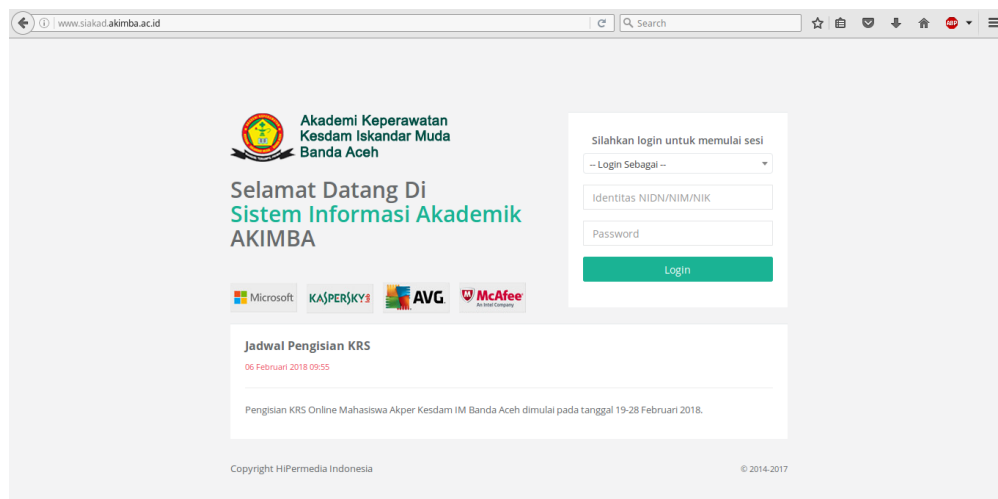 www.siakad.akimba.ac.id
Search
ABP
Akademi Keperawatan
Kesdam Iskandar Muda
Banda Aceh
Selamat Datang Di
Sistem Informasi Akademik
AKIMBA
Microsoft
KASPERSKY
AVG.
McAfee
An Intel Company
Silahkan login untuk memulai sesi
-- Login Sebagai --
Identitas NIDN/NIM/NIK
Password
Login
Jadwal Pengisian KRS
06 Februari 2018 09:55
Pengisian KRS Online Mahasiswa Akper Kesdam IM Banda Aceh dimulai pada tanggal 19-28 Februari 2018.
Copyright HiPermedia Indonesia
© 2014-2017